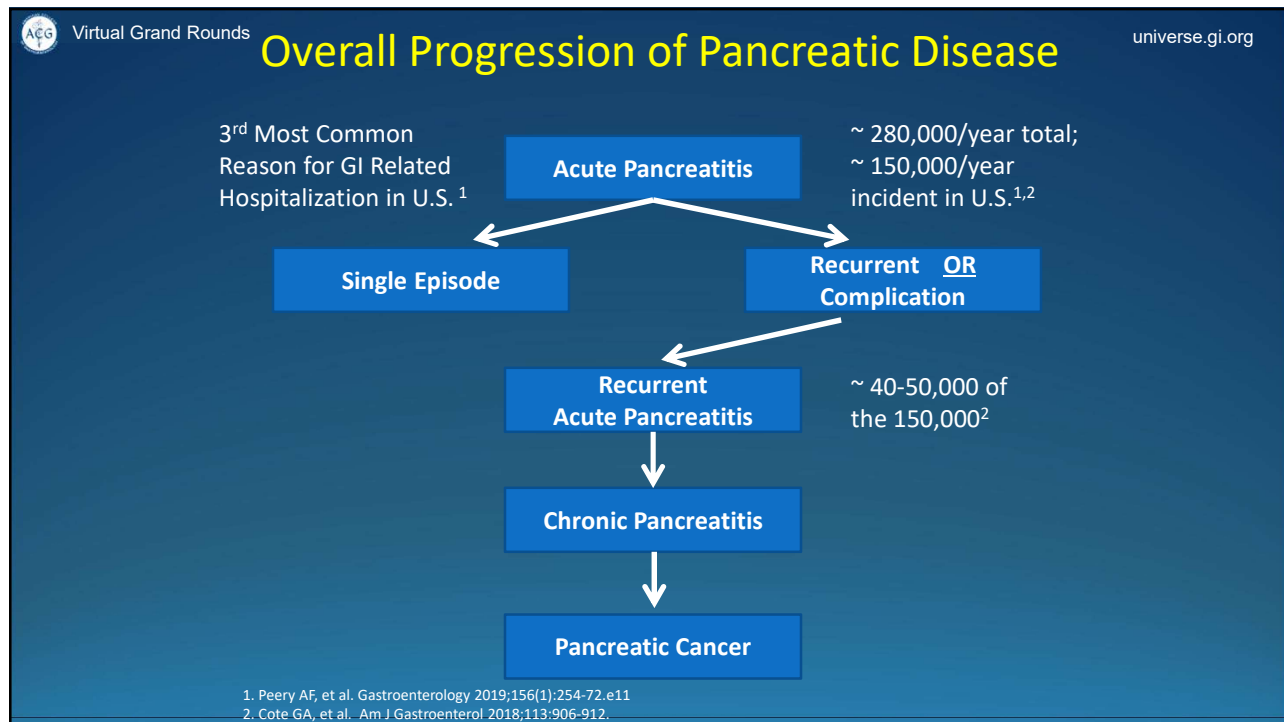 ACG
Virtual Grand Rounds
universe.gi.org
Overall Progression of Pancreatic Disease
3rd Most Common
Reason for GI Related
Hospitalization in U.S. 1
Acute Pancreatitis
~ 280,000/year total;
~ 150,000/year
incident in U.S.1,2
Single Episode
Recurrent OR
Complication
Recurrent
Acute Pancreatitis
~ 40-50,000 of
the 150,0002
Chronic Pancreatitis
Pancreatic Cancer
1. Peery AF, et al. Gastroenterology 2019;156(1):254-72.e11
2. Cote GA, et al. Am J Gastroenterol 2018;113:906-912.